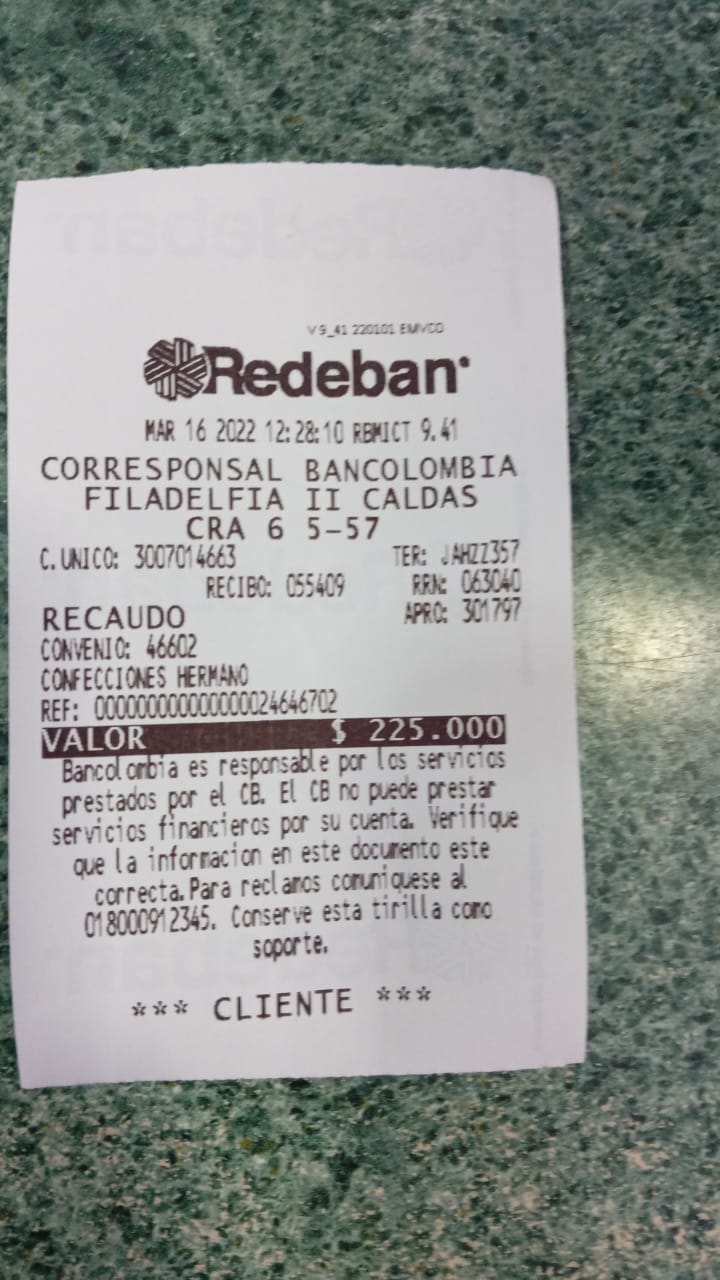 V9_41 220101 EMVCO
Redeban
MAR 16 2022 12:28:10 RBMICT 9.41
CORRESPONSAL BANCOLOMBIA
FILADELFIA II CALDAS
CRA 6 5-57
C.UNICO: 3007014663 TER: JAHZZ357
RECIBO: 055409 RRN: 063040
RECAUDO APRO: 301797
CONVENIO: 46602
CONFECCIONES HERMANO
REF: 000000000000000024646702
VALOR $ 225.000
Bancolombia es responsable por los servicios
prestados por el CB. El CB no puede prestar
servicios financieros por su cuenta. Verifique
que la informacion en este documento este
correcta.Para reclamos comuniquese al
018000912345. Conserve esta tirilla como
soporte.
*** CLIENTE ***